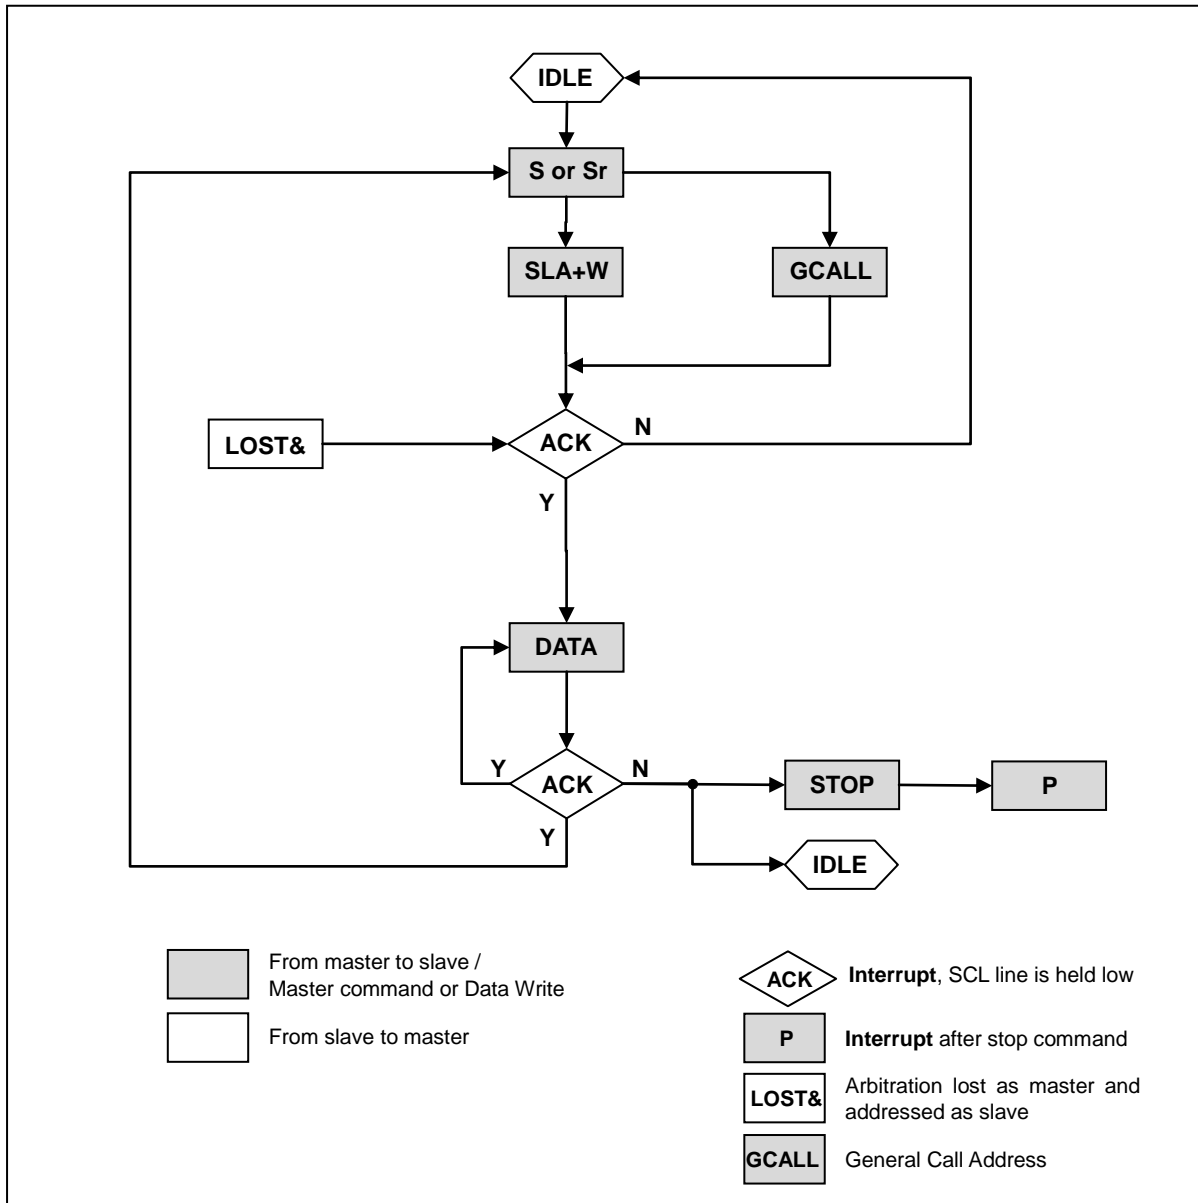 IDLE
S or Sr
SLA+W
GCALL
LOST&
ACK
N
Y
DATA
Y
ACK
N
STOP
P
Y
IDLE
From master to slave /
Master command or Data Write
From slave to master
ACK
Interrupt, SCL line is held low
P
Interrupt after stop command
LOST&
Arbitration lost as master and
addressed as slave
GCALL
General Call Address